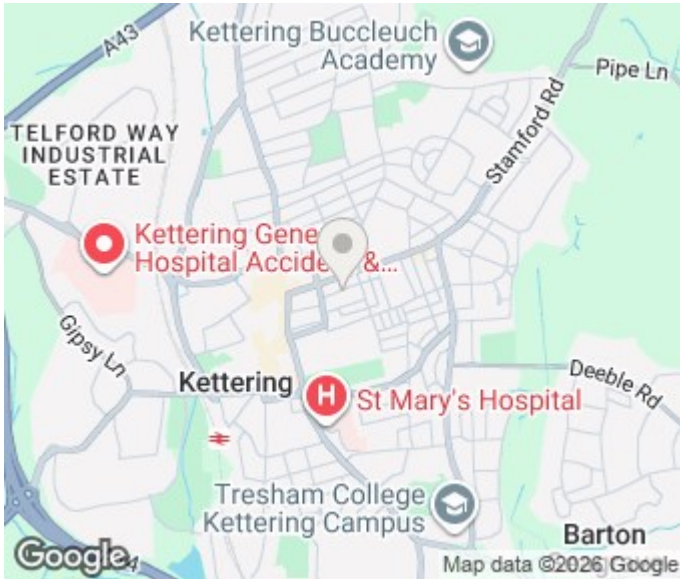 A43
Kettering Buccleuch
Academy
Pipe Ln
Stamford Rd
TELFORD WAY
INDUSTRIAL
ESTATE
Kettering Gene
Hospital Accident &...
Gipsy Ln
Kettering
H
St Mary's Hospital
Deeble Rd
Tresham College
Kettering Campus
Barton
Google
Map data ©2026 Google